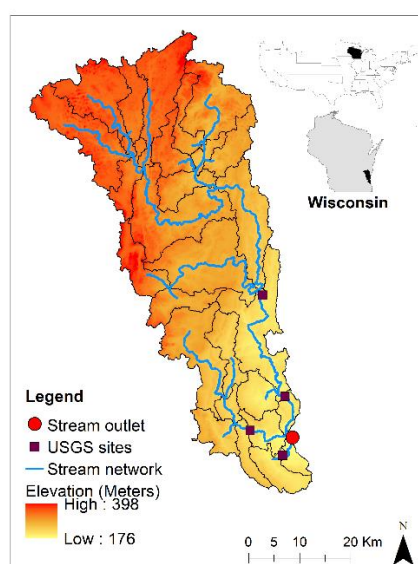 Wisconsin
Legend
Stream outlet
USGS sites
Stream network
Elevation (Meters)
High : 398
Low : 176
N
0 5 10 20 Km